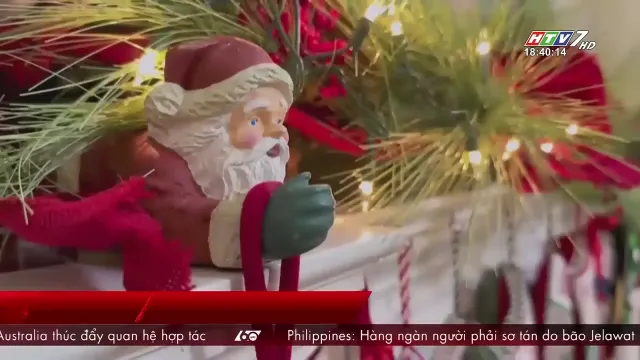 HTV7 HD
18:40:14
Australia thúc đẩy quan hệ hợp tác 60 Philippines: Hàng ngàn người phải sơ tán do bão Jelawat